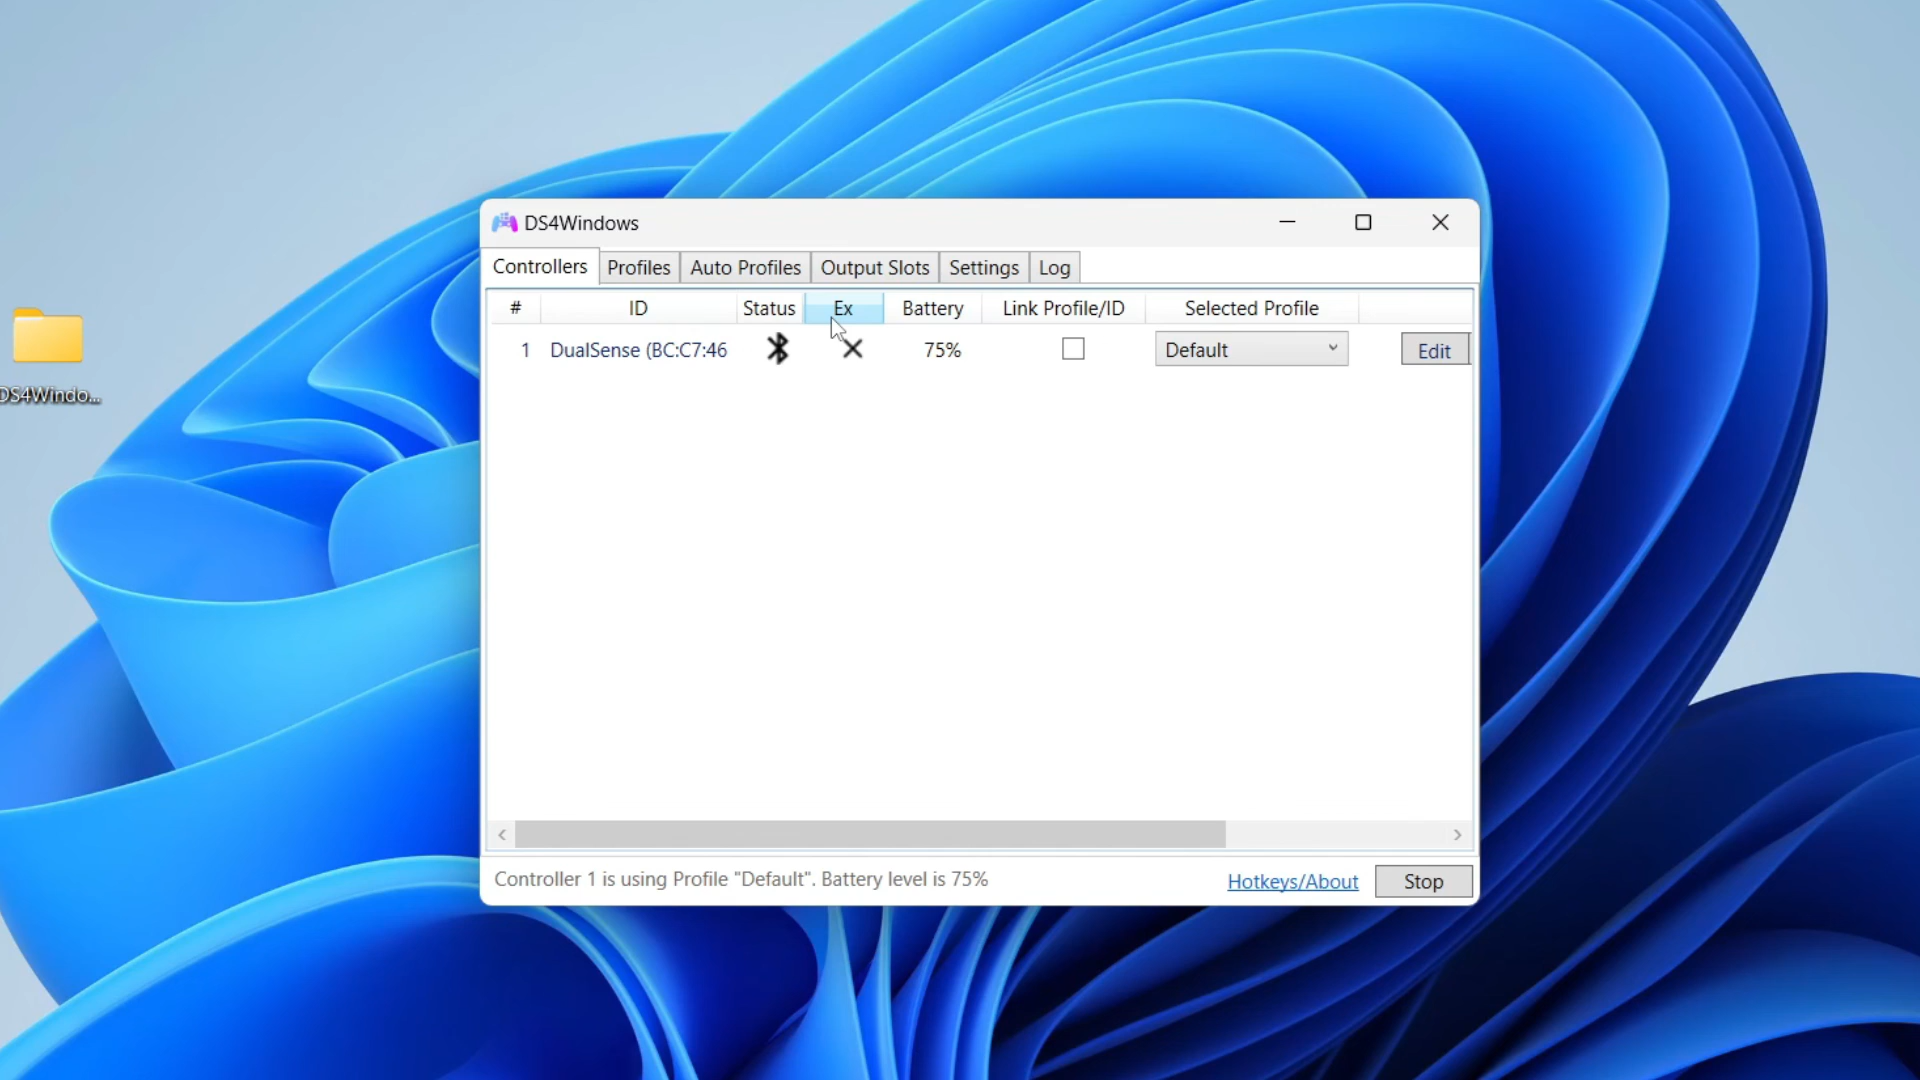 DS4Windows
Controllers Profiles Auto Profiles Output Slots Settings Log
# ID Status Ex Battery Link Profile/ID Selected Profile
1 DualSense (BC:C7:46 75% Default Edit
DS4Windo...
Controller 1 is using Profile "Default". Battery level is 75% Hotkeys/About Stop